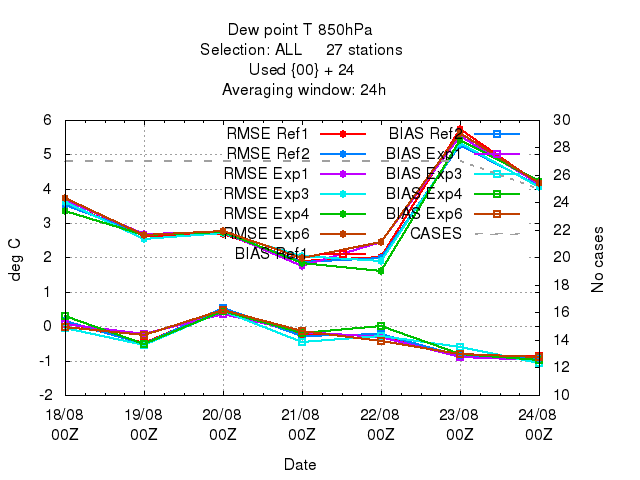 Dew point T 850hPa
Selection: ALL 27 stations
Used {00} + 24
Averaging window: 24h
6
5
4
3
2
1
0
-1
-2
deg C
30
28
26
24
22
20
18
16
14
12
10
No cases
RMSE Ref1
RMSE Ref2
RMSE Exp1
RMSE Exp3
RMSE Exp4
RMSE Exp6
BIAS Ref1
BIAS Ref2
BIAS Exp1
BIAS Exp3
BIAS Exp4
BIAS Exp6
CASES
18/08 19/08 20/08 21/08 22/08 23/08 24/08
00Z 00Z 00Z 00Z 00Z 00Z 00Z
Date